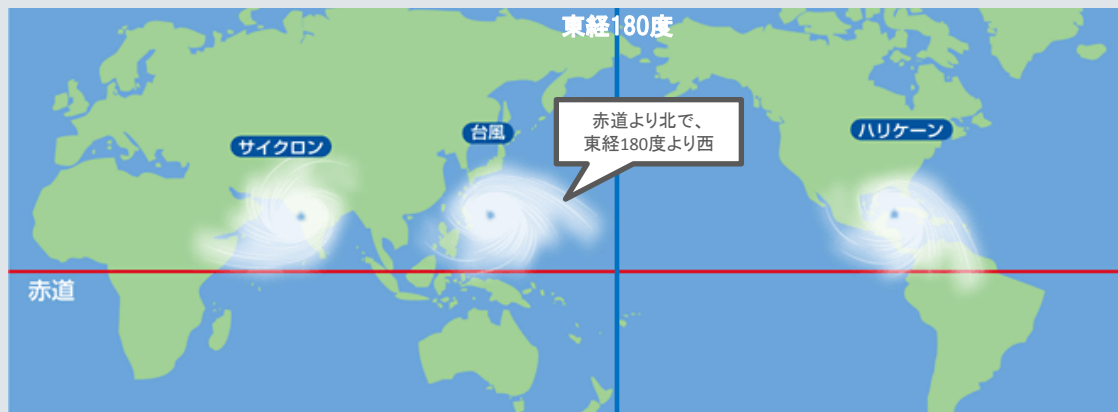 東経180度
赤道より北で、
東経180度より西
台風
ハリケーン
サイクロン
赤道